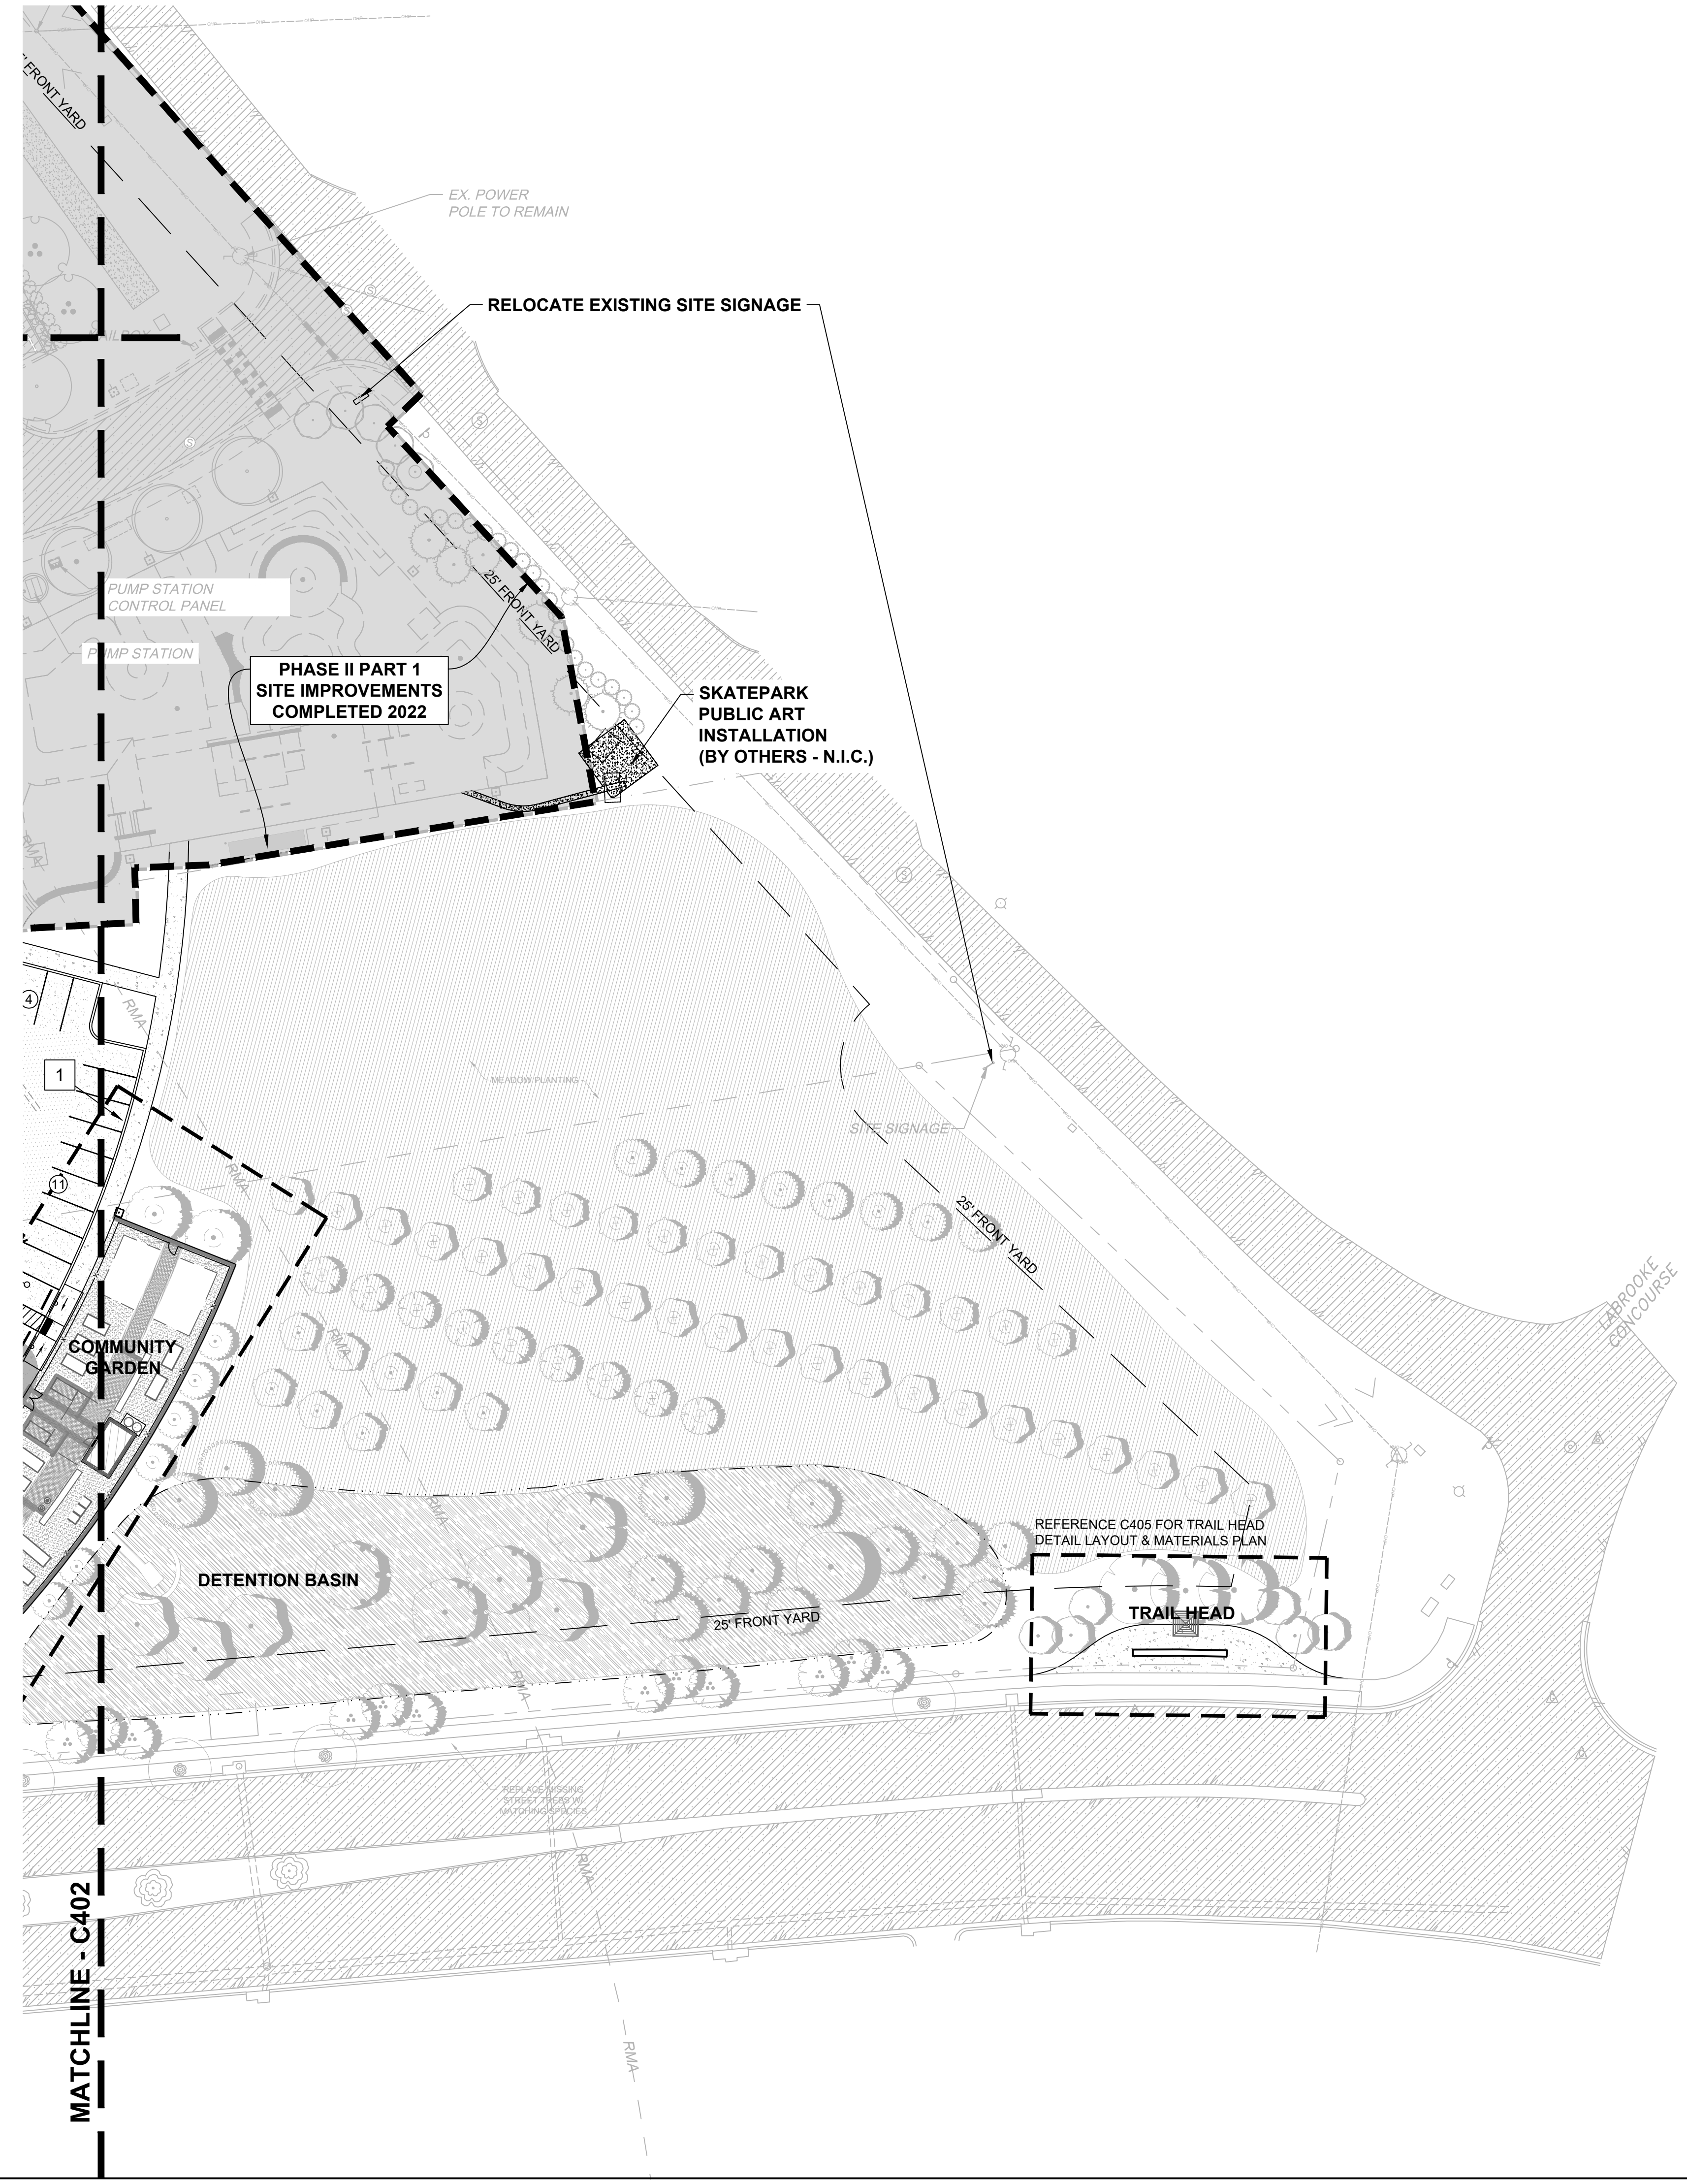 FRONT YARD
EX. POWER
POLE TO REMAIN
RELOCATE EXISTING SITE SIGNAGE
S
S
S
PUMP STATION
CONTROL PANEL
25' FRONT YARD
PUMP STATION
PHASE II PART 1
SITE IMPROVEMENTS
COMPLETED 2022
SKATEPARK
PUBLIC ART
INSTALLATION
(BY OTHERS - N.I.C.)
RMA
S
4
RMA
1
MEADOW PLANTING
SITE SIGNAGE
RMA
11
25' FRONT YARD
LABROOKE
CONCOURSE
RMA
COMMUNITY
GARDEN
RMA
REFERENCE C405 FOR TRAIL HEAD
DETAIL LAYOUT & MATERIALS PLAN
DETENTION BASIN
TRAIL HEAD
25' FRONT YARD
RMA
REPLACE MISSING
STREET TREES W/
MATCHING SPECIES
RMA
MATCHLINE - C402
RMA